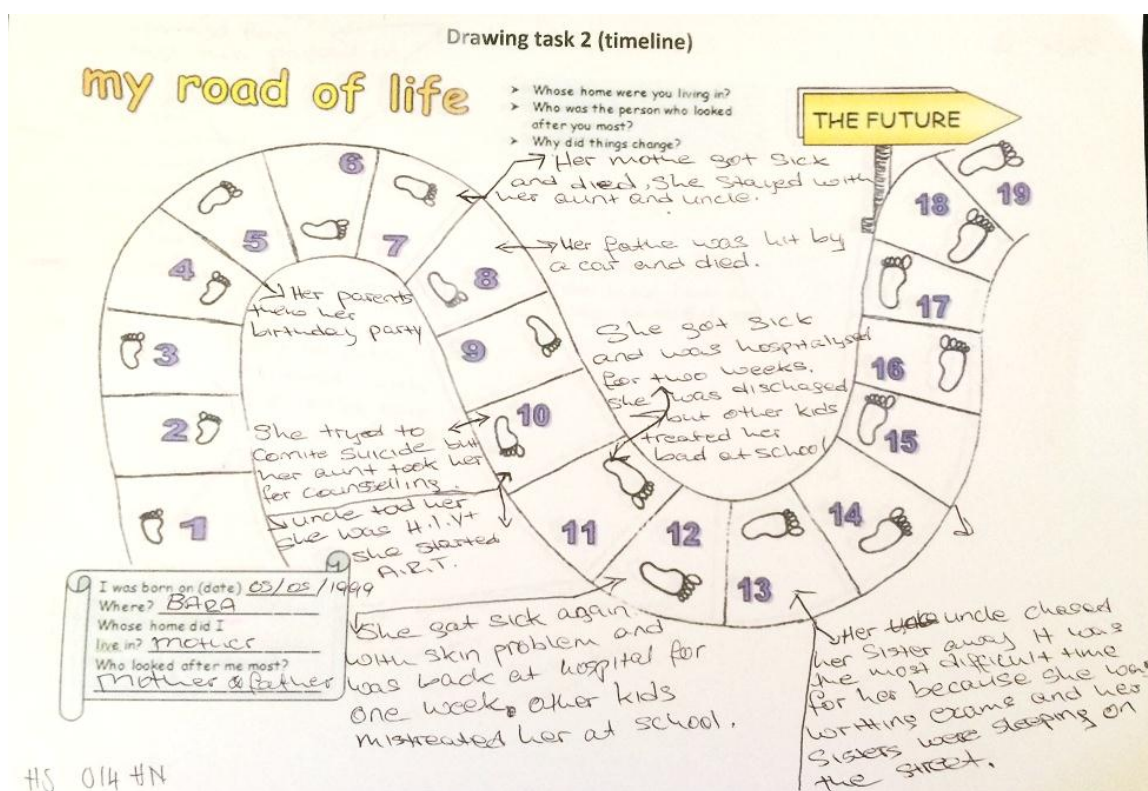 Drawing task 2 (timeline)
my road of life
➢ Whose home were you living in?
➢ Who was the person who looked
after you most?
➢ Why did things change?
THE FUTURE
Her mothe got sick
and died, she stayed with
her aunt and uncle.
Her fathe was hit by
a car and died.
Her parents
threw her
birthday party
She got sick
and was hospitalysed
for two weeks.
she was dischaged
but other kids
treated her
bad at school
She tryed to
comite suicide but
her aunt took her
for counselling.
uncle tod her
she was H.I.V+
she started
A.R.T.
She got sick again
with skin problem and
was back at hospital for
one week, other kids
mistreated her at school.
Her uncle chased
her sister away it was
the most difficult time
for her because she was
writting exams and her
sisters were sleeping on
the street.
1
2
3
4
5
6
7
8
9
10
11
12
13
14
15
16
17
18
19
I was born on (date) 05/05/1999
Where? BARA
Whose home did I
live in? mother
Who looked after me most?
Mother & father
HS 014 HN